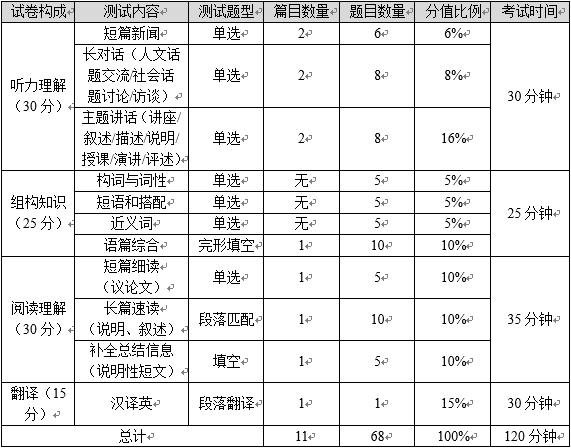 试卷构成 测试内容 测试题型 篇目数量 题目数量 分值比例 考试时间
听力理解
（30 分）
短篇新闻 单选 2 6 6%
长对话（人文话
题交流/社会话
题讨论/访谈）
单选 2 8 8%
主题讲话（讲座/
叙述/描述/说明/
授课/演讲/评述）
单选 2 8 16%
30 分钟
组构知识
（25 分）
构词与词性 单选 无 5 5%
短语和搭配 单选 无 5 5%
近义词 单选 无 5 5%
语篇综合 完形填空 1 10 10%
25 分钟
阅读理解
（30 分）
短篇细读
（议论文）
单选 1 5 10%
长篇速读
（说明、叙述）
段落匹配 1 10 10%
补全总结信息
（说明性短文）
填空 1 5 10%
35 分钟
翻译（15
分）
汉译英 段落翻译 1 1 15% 30 分钟
总计 11 68 100% 120 分钟